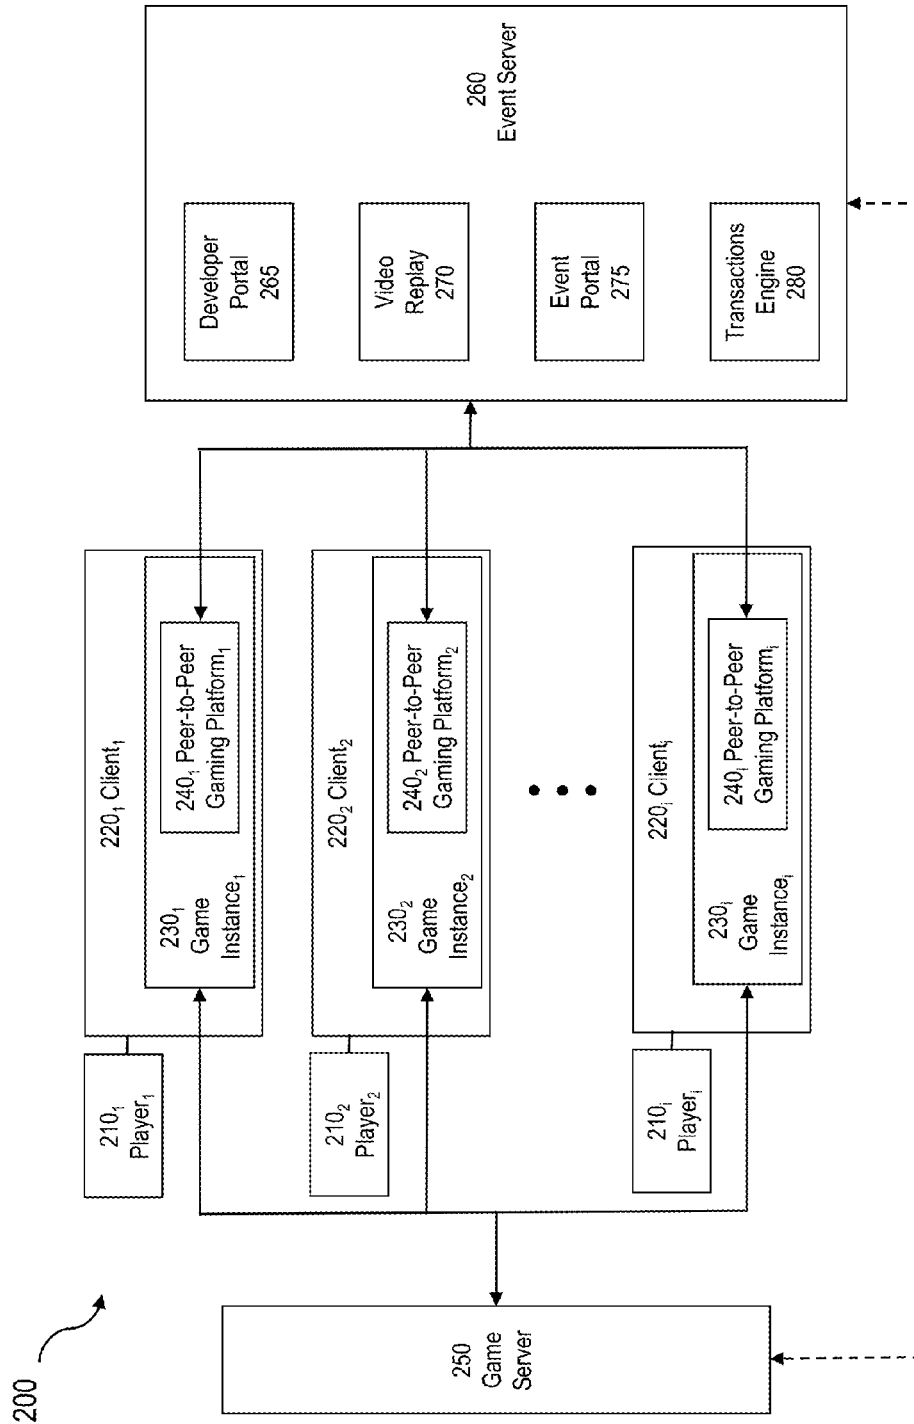 200
250
Game
Server
210₁
Player₁
220₁ Client₁
230₁
Game
Instance₁
240₁ Peer-to-Peer
Gaming Platform₁
210₂
Player₂
220₂ Client₂
230₂
Game
Instance₂
240₂ Peer-to-Peer
Gaming Platform₂
210ᵢ
Playerᵢ
220ᵢ Clientᵢ
230ᵢ
Game
Instanceᵢ
240ᵢ Peer-to-Peer
Gaming Platformᵢ
Developer
Portal
265
Video
Replay
270
Event
Portal
275
Transactions
Engine
280
260
Event Server